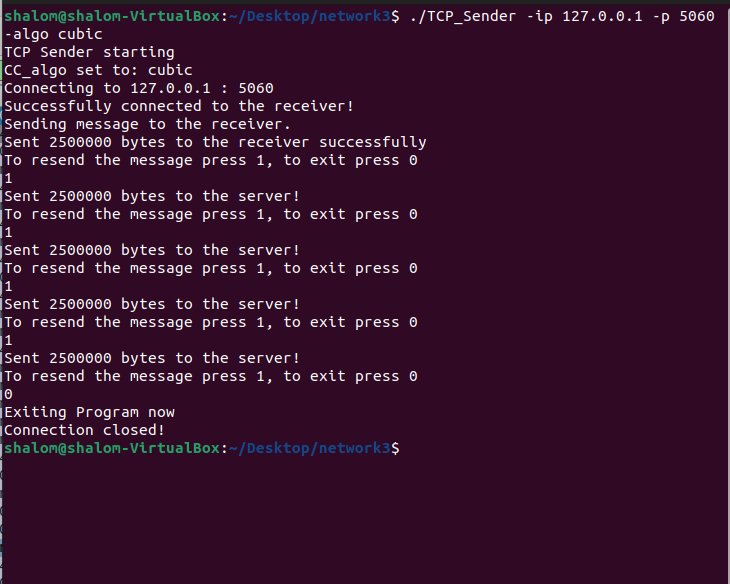 shalom@shalom-VirtualBox:~/Desktop/network3$ ./TCP_Sender -ip 127.0.0.1 -p 5060
-algo cubic
TCP Sender starting
CC_algo set to: cubic
Connecting to 127.0.0.1 : 5060
Successfully connected to the receiver!
Sending message to the receiver.
Sent 2500000 bytes to the receiver successfully
To resend the message press 1, to exit press 0
1
Sent 2500000 bytes to the server!
To resend the message press 1, to exit press 0
1
Sent 2500000 bytes to the server!
To resend the message press 1, to exit press 0
1
Sent 2500000 bytes to the server!
To resend the message press 1, to exit press 0
1
Sent 2500000 bytes to the server!
To resend the message press 1, to exit press 0
0
Exiting Program now
Connection closed!
shalom@shalom-VirtualBox:~/Desktop/network3$